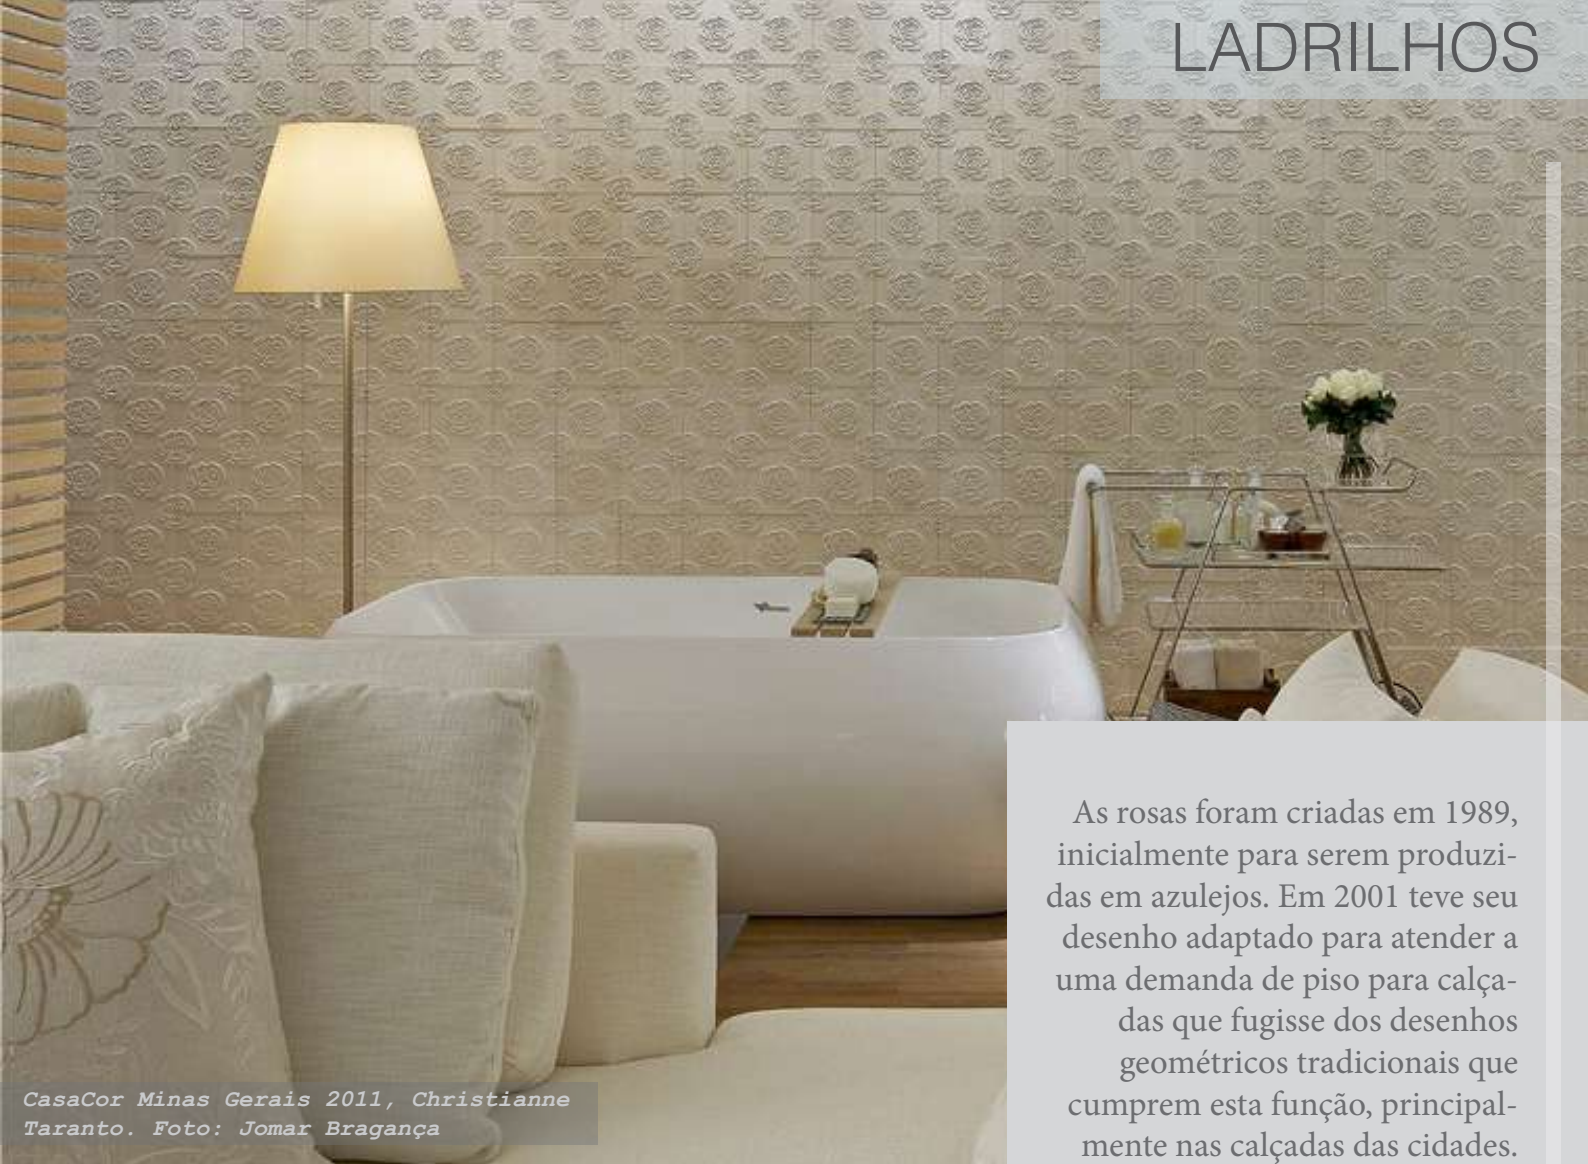 LADRILHOS
As rosas foram criadas em 1989,
inicialmente para serem produzi-
das em azulejos. Em 2001 teve seu
desenho adaptado para atender a
uma demanda de piso para calça-
das que fugisse dos desenhos
geométricos tradicionais que
cumprem esta função, principal-
mente nas calçadas das cidades.
CasaCor Minas Gerais 2011, Christianne
Taranto. Foto: Jomar Bragança